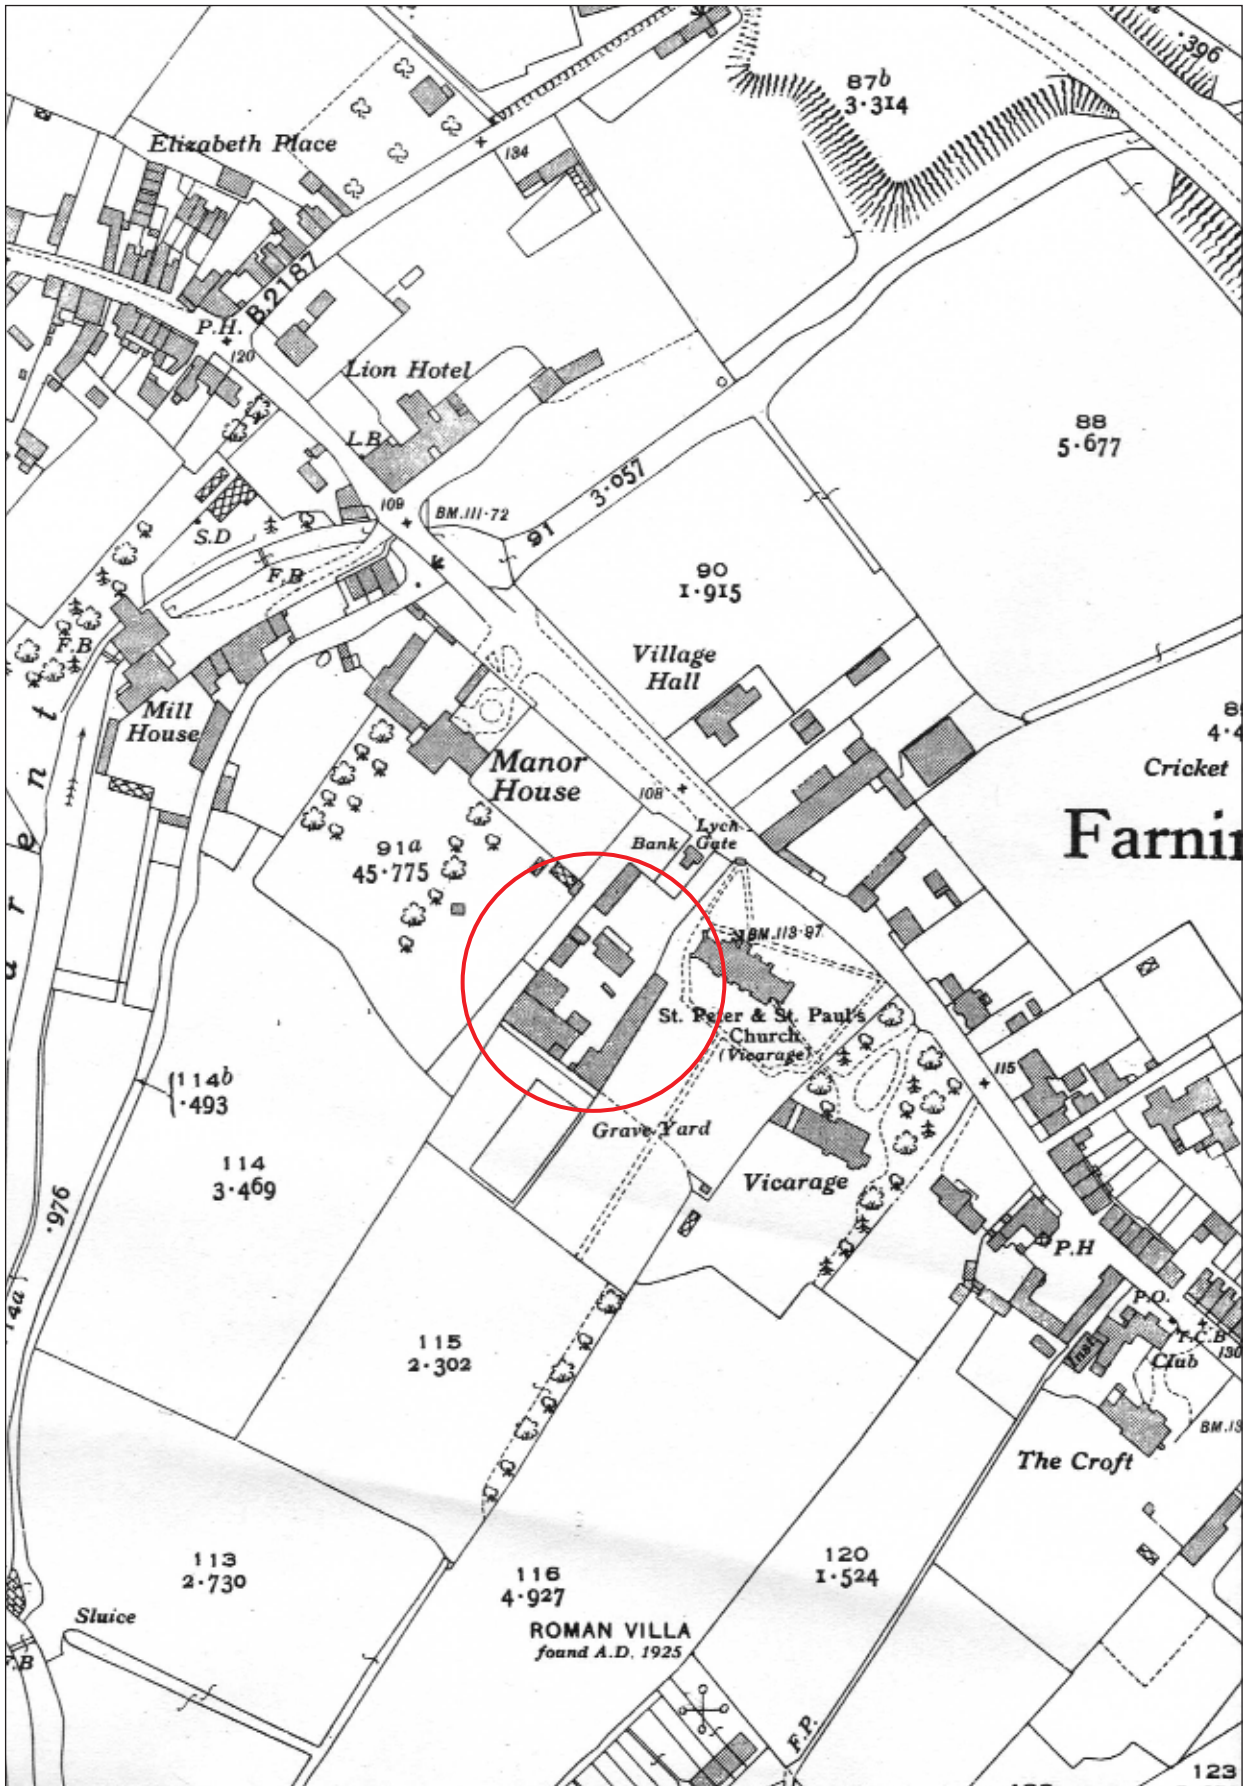 .396
87b
3.314
Elizabeth Place
134
B.2187
P.H.
120
Lion Hotel
L.B
88
5.677
3.057
91
109
BM.111.72
S.D
F.B
90
1.915
F.B
Village
Hall
Mill
House
Manor
House
Cricket
108
Lych
Gate
Bank
91a
45.775
BM.113.97
St. Peter & St. Paul's
Church
(Vicarage)
115
114b
.493
Grave Yard
114
3.469
Vicarage
.976
P.H
P.O.
T.C.B
130
Inst
Club
115
2.302
BM.13
The Croft
113
2.730
120
1.524
116
4.927
Sluice
ROMAN VILLA
found A.D. 1925
F.B
F.P.
123